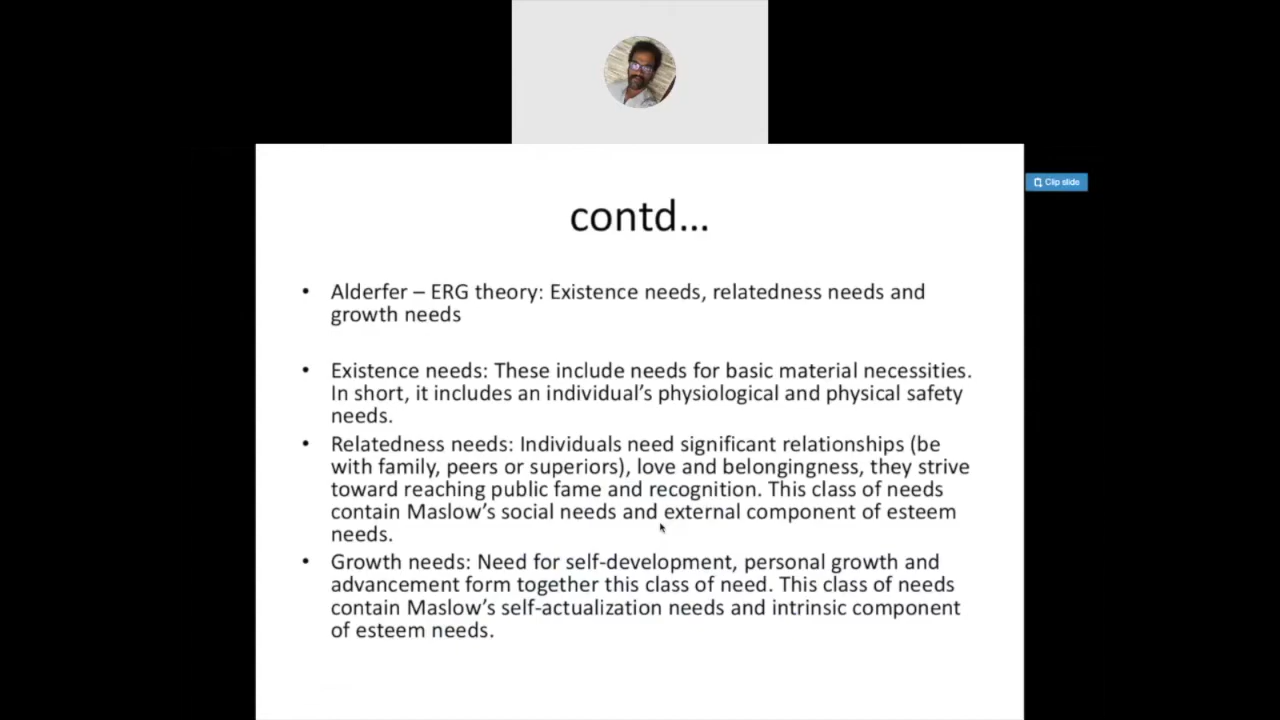 Clip slide
contd...
• Alderfer – ERG theory: Existence needs, relatedness needs and
growth needs
• Existence needs: These include needs for basic material necessities.
In short, it includes an individual’s physiological and physical safety
needs.
• Relatedness needs: Individuals need significant relationships (be
with family, peers or superiors), love and belongingness, they strive
toward reaching public fame and recognition. This class of needs
contain Maslow’s social needs and external component of esteem
needs.
• Growth needs: Need for self-development, personal growth and
advancement form together this class of need. This class of needs
contain Maslow’s self-actualization needs and intrinsic component
of esteem needs.